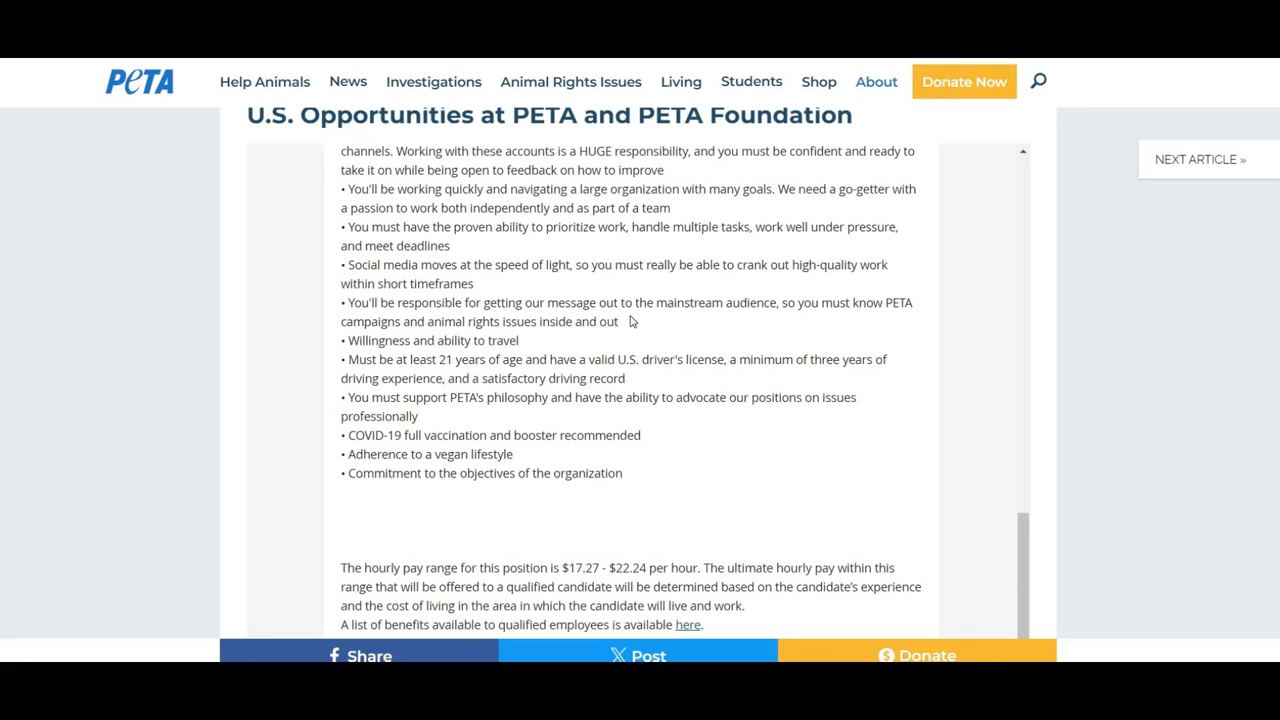 PETA
Help Animals
News
Investigations
Animal Rights Issues
Living
Students
Shop
About
Donate Now
U.S. Opportunities at PETA and PETA Foundation
NEXT ARTICLE »
channels. Working with these accounts is a HUGE responsibility, and you must be confident and ready to
take it on while being open to feedback on how to improve
• You'll be working quickly and navigating a large organization with many goals. We need a go-getter with
a passion to work both independently and as part of a team
• You must have the proven ability to prioritize work, handle multiple tasks, work well under pressure,
and meet deadlines
• Social media moves at the speed of light, so you must really be able to crank out high-quality work
within short timeframes
• You'll be responsible for getting our message out to the mainstream audience, so you must know PETA
campaigns and animal rights issues inside and out
• Willingness and ability to travel
• Must be at least 21 years of age and have a valid U.S. driver's license, a minimum of three years of
driving experience, and a satisfactory driving record
• You must support PETA's philosophy and have the ability to advocate our positions on issues
professionally
• COVID-19 full vaccination and booster recommended
• Adherence to a vegan lifestyle
• Commitment to the objectives of the organization
The hourly pay range for this position is $17.27 - $22.24 per hour. The ultimate hourly pay within this
range that will be offered to a qualified candidate will be determined based on the candidate’s experience
and the cost of living in the area in which the candidate will live and work.
A list of benefits available to qualified employees is available here.
Share
Post
Donate